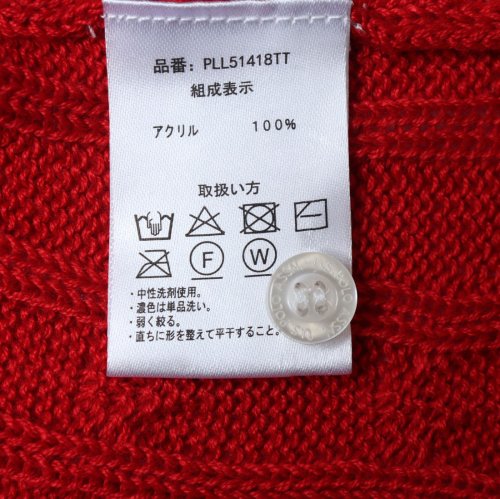 品番: PLL51418TT
組成表示
アクリル 100%
取扱い方
F W
・中性洗剤使用。
・濃色は単品洗い。
・弱く絞る。
・直ちに形を整えて平干すること。